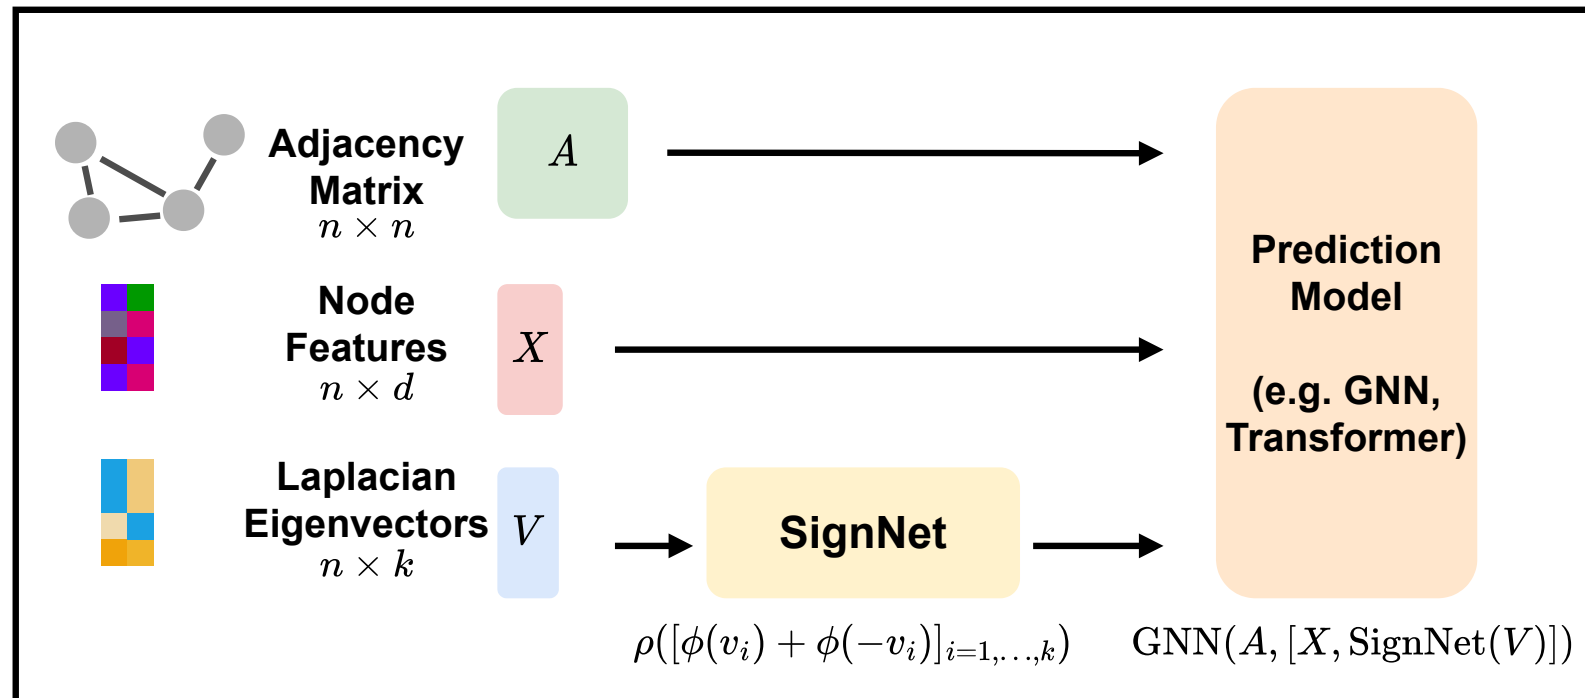 Adjacency
Matrix
n × n
A
Node
Features
n × d
X
Laplacian
Eigenvectors
n × k
V
SignNet
ρ([ϕ(v_i) + ϕ(−v_i)]_{i=1,…,k})
Prediction
Model
(e.g. GNN,
Transformer)
GNN(A, [X, SignNet(V)])